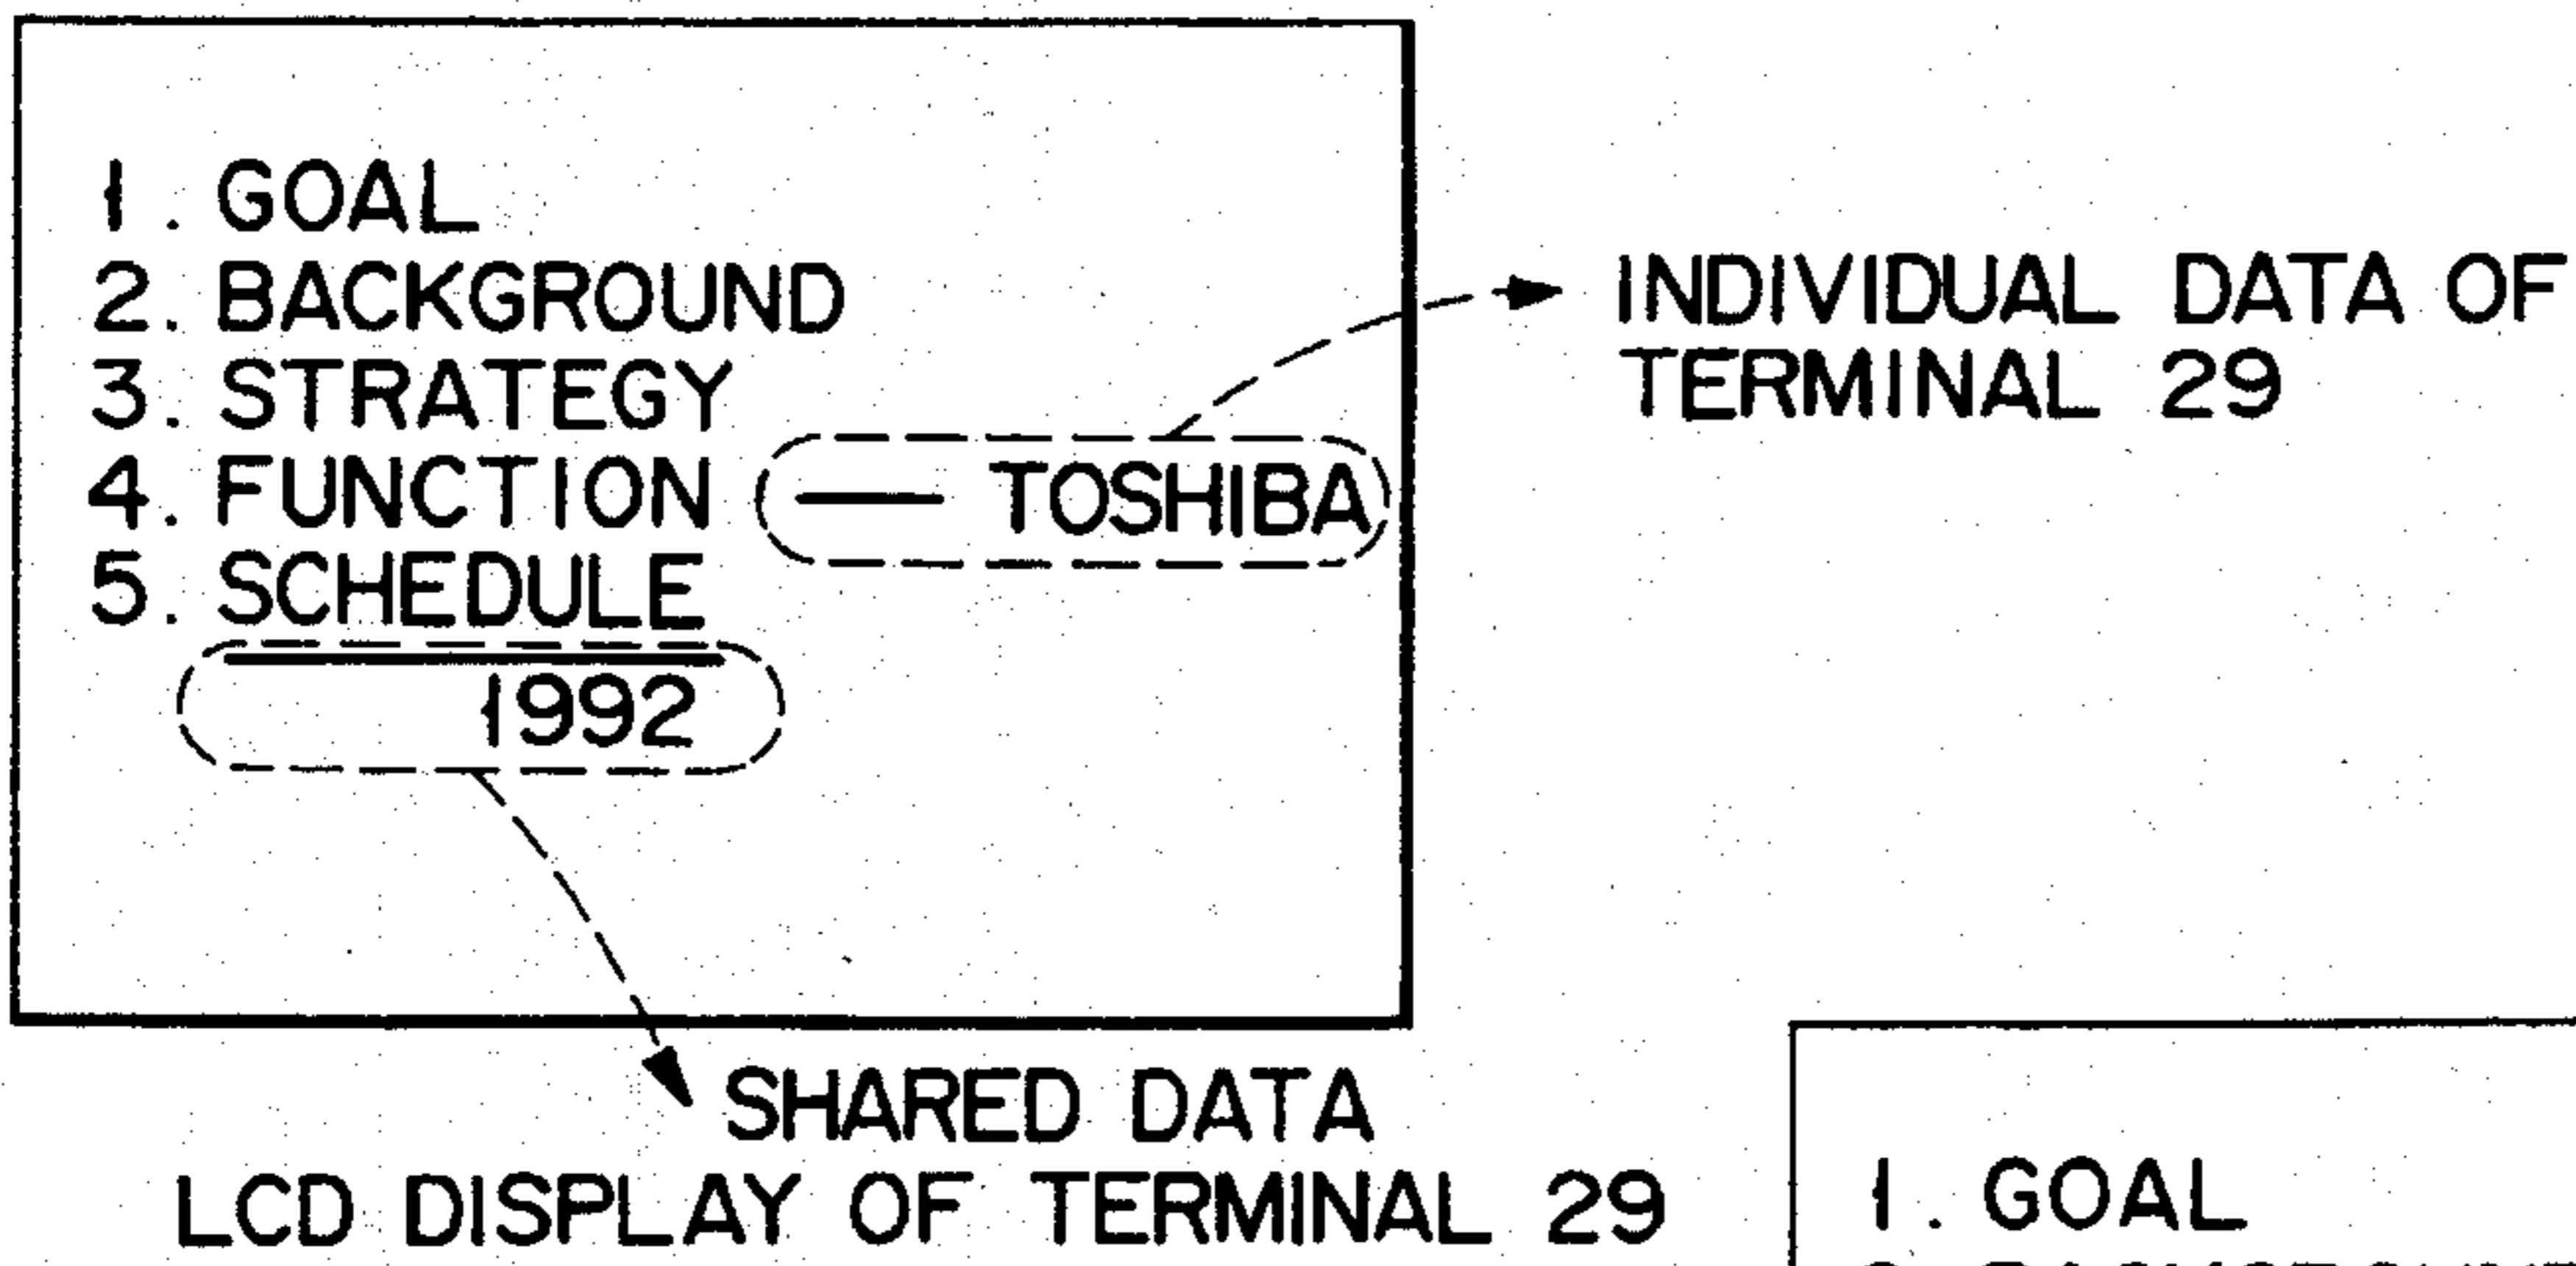 1. GOAL
2. BACKGROUND
3. STRATEGY
4. FUNCTION — TOSHIBA
5. SCHEDULE
1992
INDIVIDUAL DATA OF
TERMINAL 29
SHARED DATA
LCD DISPLAY OF TERMINAL 29
1. GOAL